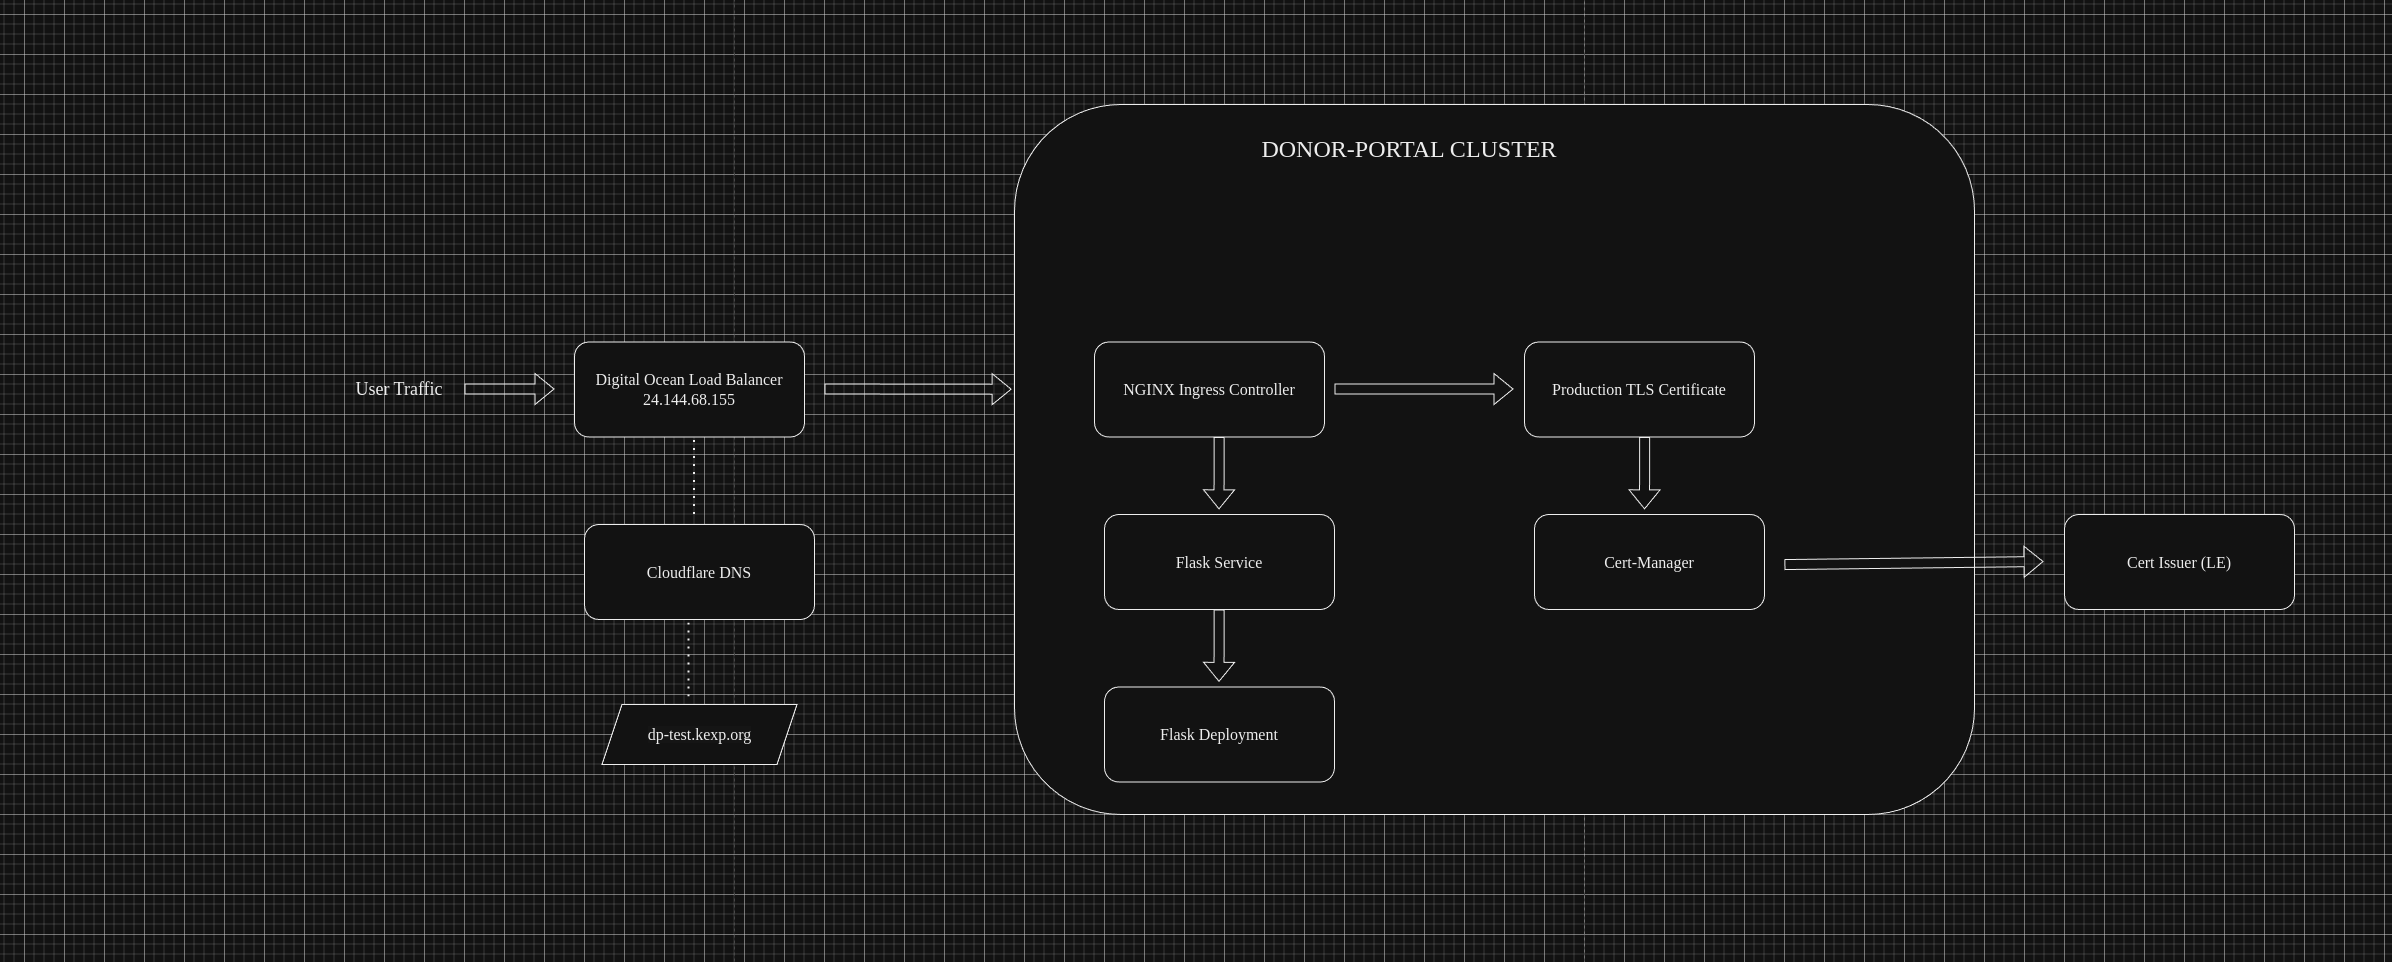 DONOR-PORTAL CLUSTER
User Traffic
Digital Ocean Load Balancer
24.144.68.155
NGINX Ingress Controller
Production TLS Certificate
Cloudflare DNS
Flask Service
Cert-Manager
Cert Issuer (LE)
dp-test.kexp.org
Flask Deployment